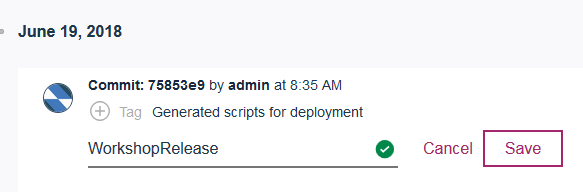 June 19, 2018
Commit: 75853e9 by admin at 8:35 AM
Tag Generated scripts for deployment
WorkshopRelease Cancel Save